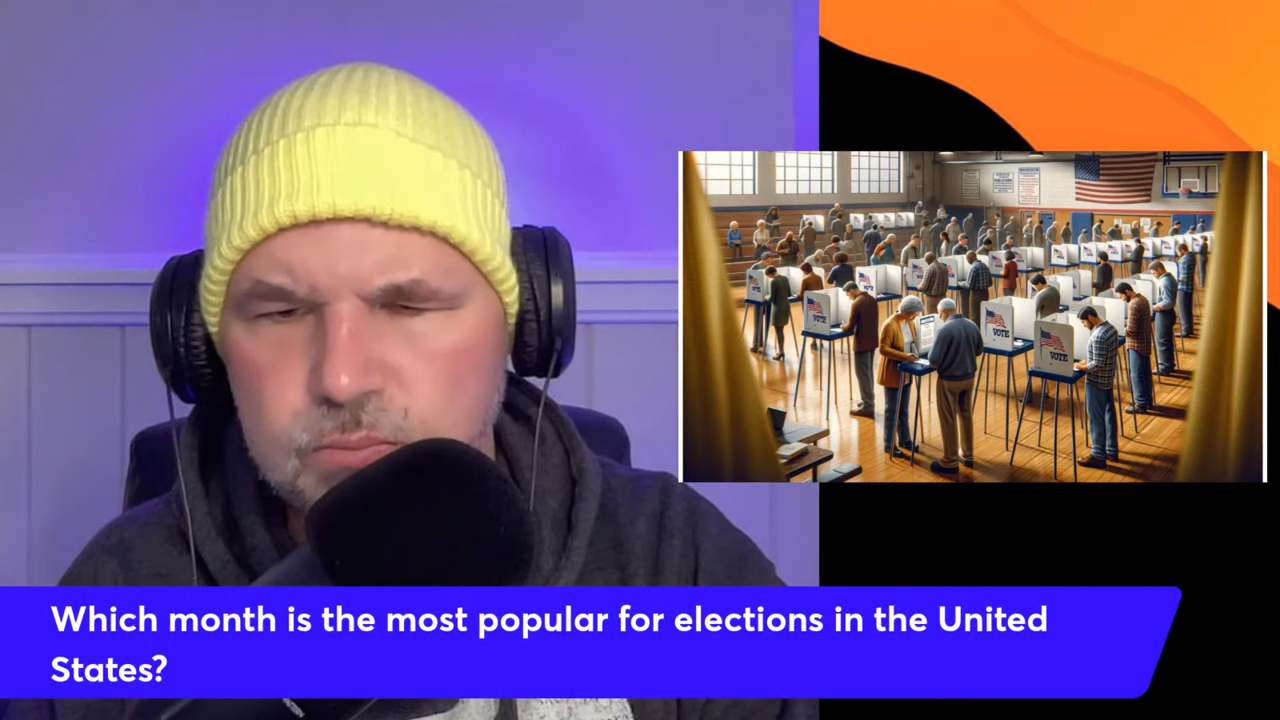 VOTE
VOTE
VOTE
VOTE
Which month is the most popular for elections in the United
States?